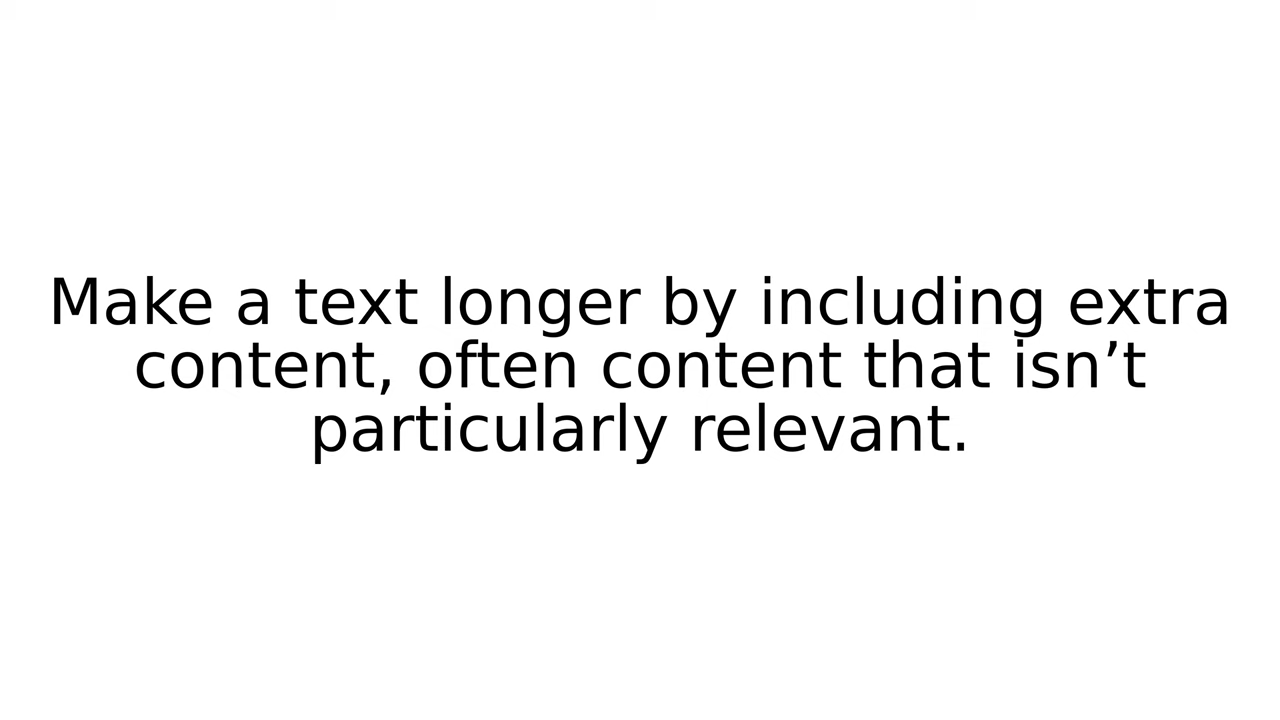 Make a text longer by including extra
content, often content that isn’t
particularly relevant.